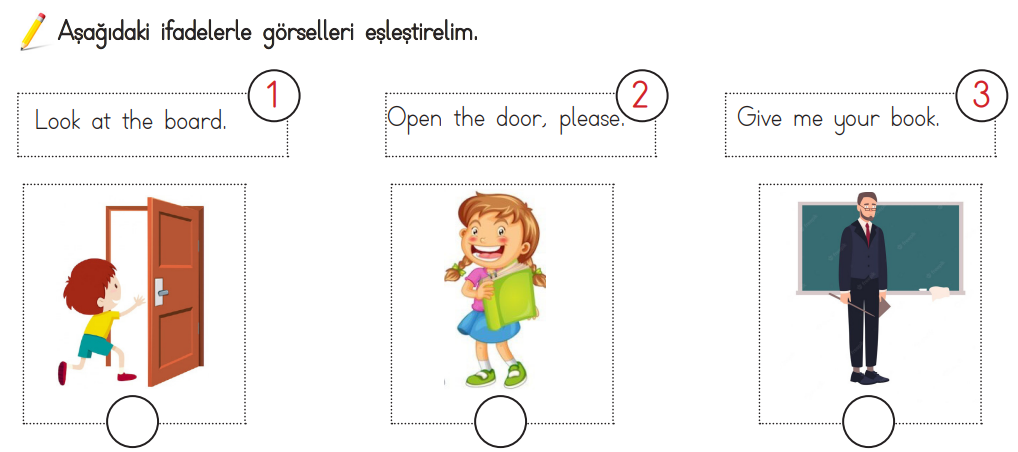 Aşağıdaki ifadelerle görselleri eşleştirelim.
1
Look at the board.
2
Open the door, please.
3
Give me your book.